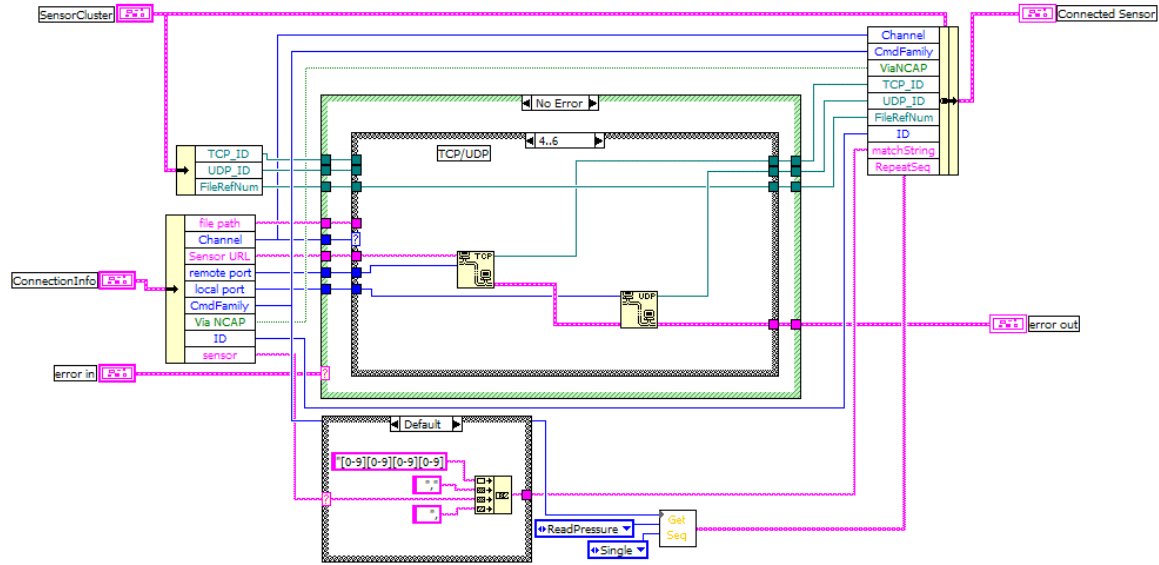 SensorCluster
Connected Sensor
Channel
CmdFamily
ViaNCAP
TCP_ID
UDP_ID
FileRefNum
ID
matchString
RepeatSeq
No Error
4..6
TCP/UDP
TCP_ID
UDP_ID
FileRefNum
file path
Channel
Sensor URL
remote port
local port
CmdFamily
Via NCAP
ID
sensor
?
TCP
UDP
ConnectionInfo
error out
error in
?
Default
"[0-9][0-9][0-9][0-9]
?
ReadPressure
Single
Get
Seq